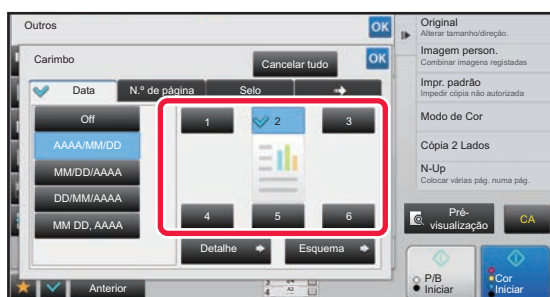 Outros
OK
Carimbo
Cancelar tudo
OK
Data
N.º de página
Selo
Off
AAAA/MM/DD
MM/DD/AAAA
DD/MM/AAAA
MM DD, AAAA
1
2
3
4
5
6
Detalhe
Esquema
Anterior
Original
Alterar tamanho/direção.
Imagem person.
Combinar imagens registadas
Impr. padrão
Impedir cópia não autorizada
Modo de Cor
Cópia 2 Lados
N-Up
Colocar várias pág. numa pág.
Pré-
visualização
CA
P/B
Iniciar
Cor
Iniciar